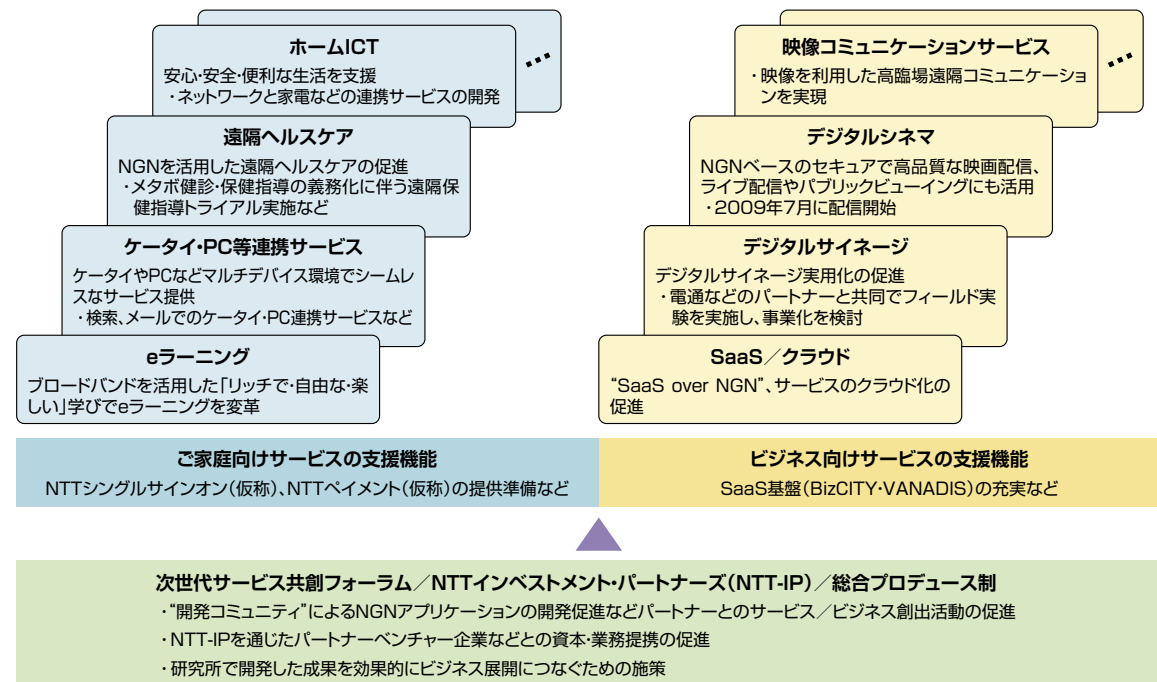 ホームICT
安心・安全・便利な生活を支援
・ネットワークと家電などの連携サービスの開発
…
遠隔ヘルスケア
NGNを活用した遠隔ヘルスケアの促進
・メタボ健診・保健指導の義務化に伴う遠隔保
健指導トライアル実施など
ケータイ・PC等連携サービス
ケータイやPCなどマルチデバイス環境でシームレ
スなサービス提供
・検索、メールでのケータイ・PC連携サービスなど
eラーニング
ブロードバンドを活用した「リッチで・自由な・楽
しい」学びでeラーニングを変革
映像コミュニケーションサービス
・映像を利用した高臨場遠隔コミュニケーショ
ンを実現
…
デジタルシネマ
NGNベースのセキュアで高品質な映画配信、
ライブ配信やパブリックビューイングにも活用
・2009年7月に配信開始
デジタルサイネージ
デジタルサイネージ実用化の促進
・電通などのパートナーと共同でフィールド実
験を実施し、事業化を検討
SaaS／クラウド
“SaaS over NGN”、サービスのクラウド化の
促進
ご家庭向けサービスの支援機能
NTTシングルサインオン（仮称）、NTTペイメント（仮称）の提供準備など
ビジネス向けサービスの支援機能
SaaS基盤（BizCITY・VANADIS）の充実など
次世代サービス共創フォーラム／NTTインベストメント・パートナーズ（NTT-IP）／総合プロデュース制
・“開発コミュニティ”によるNGNアプリケーションの開発促進などパートナーとのサービス／ビジネス創出活動の促進
・NTT-IPを通じたパートナーベンチャー企業などとの資本・業務提携の促進
・研究所で開発した成果を効果的にビジネス展開につなぐための施策